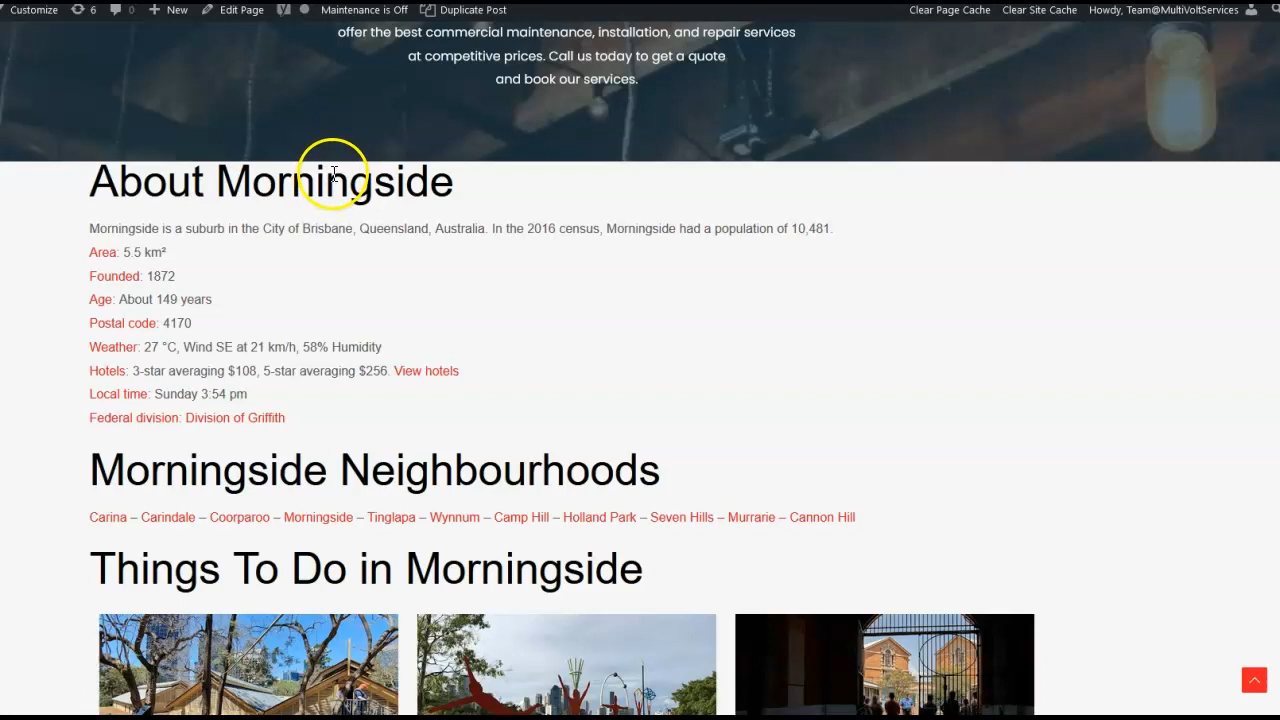 Customize 6 0 New Edit Page Maintenance is Off Duplicate Post Clear Page Cache Clear Site Cache Howdy, Team@MultiVoltServices
offer the best commercial maintenance, installation, and repair services
at competitive prices. Call us today to get a quote
and book our services.
About Morningside
Morningside is a suburb in the City of Brisbane, Queensland, Australia. In the 2016 census, Morningside had a population of 10,481.
Area: 5.5 km²
Founded: 1872
Age: About 149 years
Postal code: 4170
Weather: 27 °C, Wind SE at 21 km/h, 58% Humidity
Hotels: 3-star averaging $108, 5-star averaging $256. View hotels
Local time: Sunday 3:54 pm
Federal division: Division of Griffith
Morningside Neighbourhoods
Carina – Carindale – Coorparoo – Morningside – Tinglapa – Wynnum – Camp Hill – Holland Park – Seven Hills – Murrarie – Cannon Hill
Things To Do in Morningside